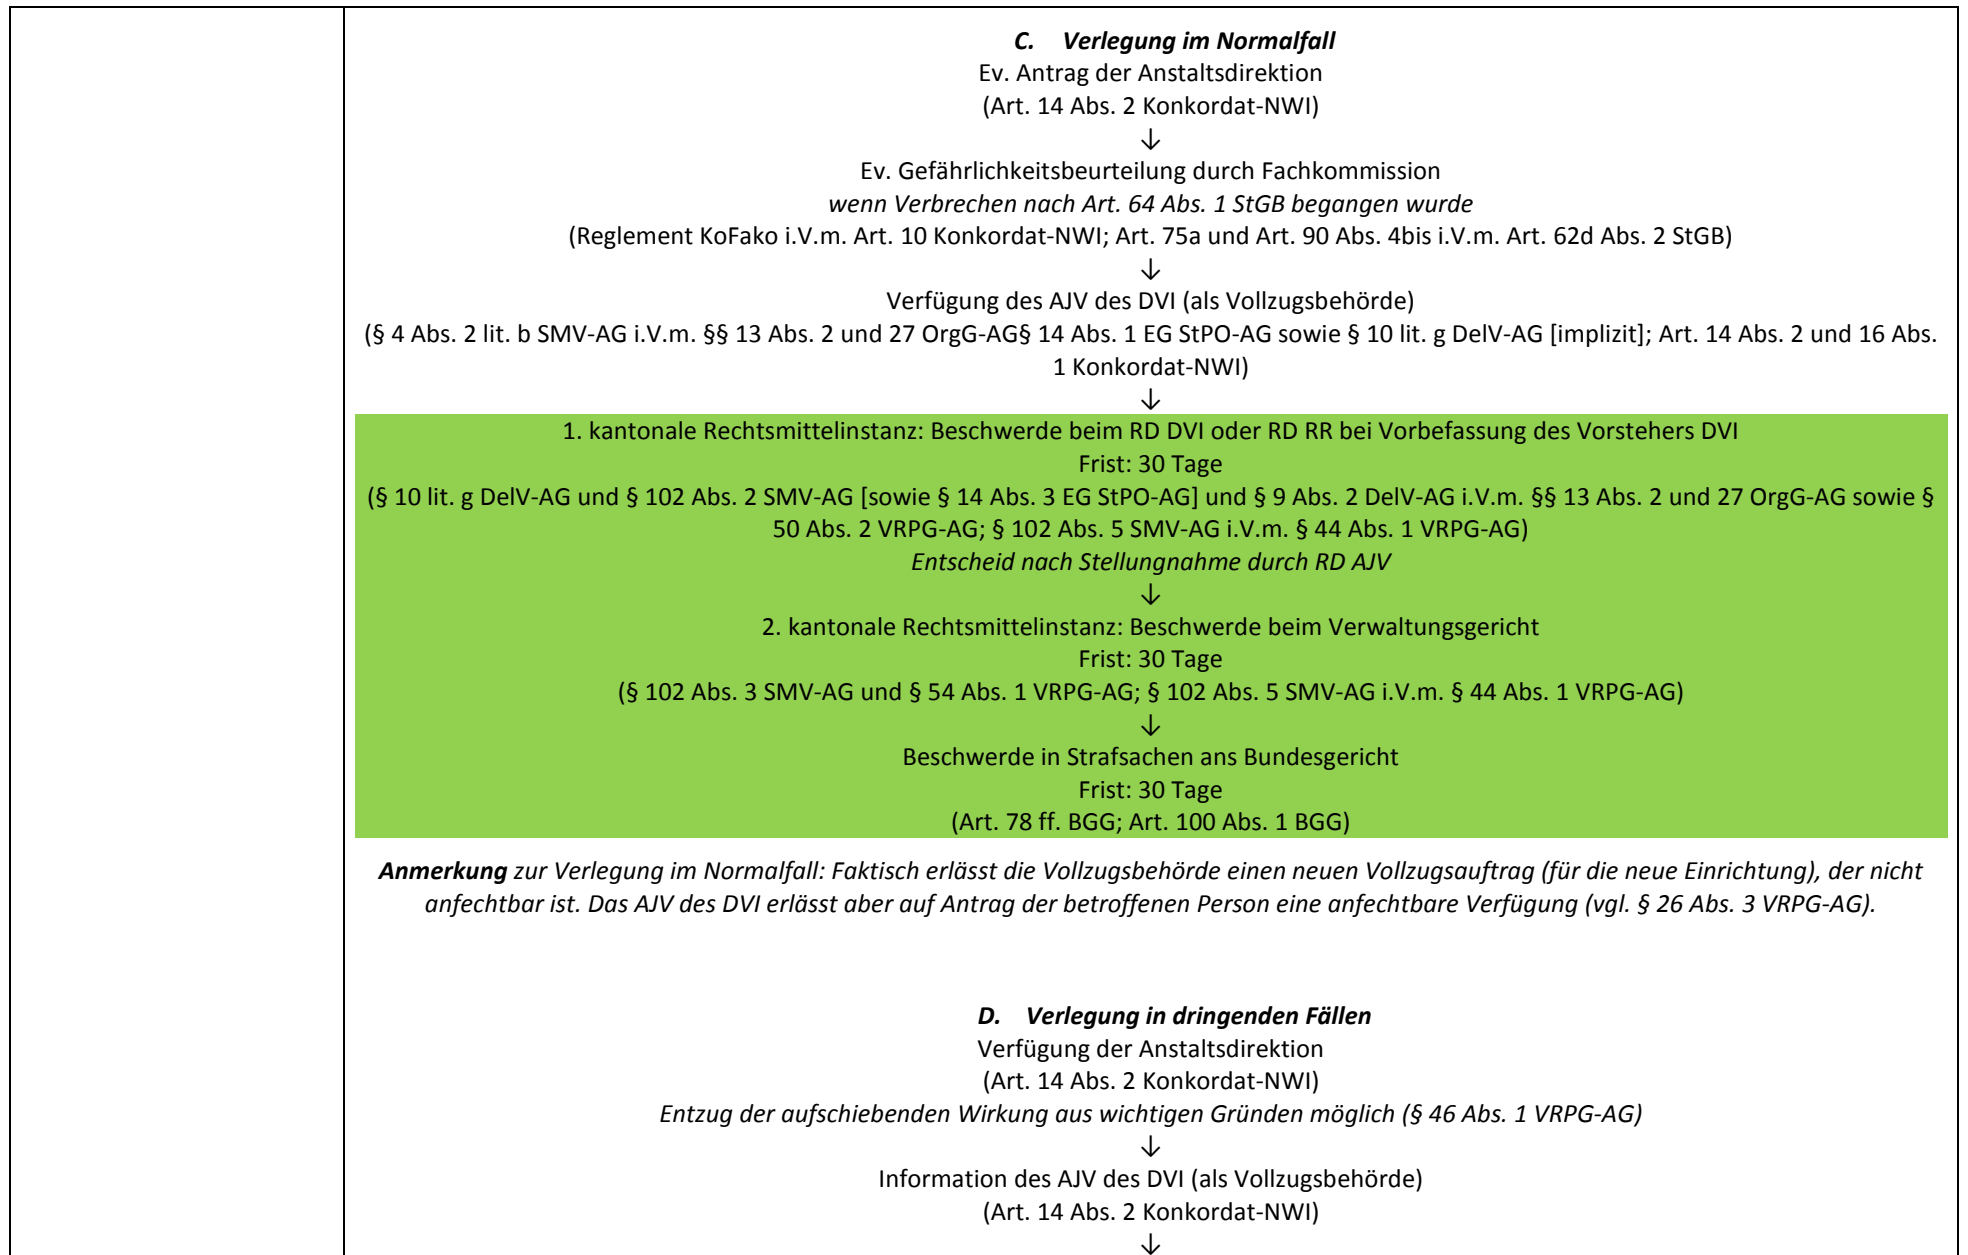 C. Verlegung im Normalfall
Ev. Antrag der Anstaltsdirektion
(Art. 14 Abs. 2 Konkordat-NWI)
↓
Ev. Gefährlichkeitsbeurteilung durch Fachkommission
wenn Verbrechen nach Art. 64 Abs. 1 StGB begangen wurde
(Reglement KoFako i.V.m. Art. 10 Konkordat-NWI; Art. 75a und Art. 90 Abs. 4bis i.V.m. Art. 62d Abs. 2 StGB)
↓
Verfügung des AJV des DVI (als Vollzugsbehörde)
(§ 4 Abs. 2 lit. b SMV-AG i.V.m. §§ 13 Abs. 2 und 27 OrgG-AG§ 14 Abs. 1 EG StPO-AG sowie § 10 lit. g DelV-AG [implizit]; Art. 14 Abs. 2 und 16 Abs.
1 Konkordat-NWI)
↓
1. kantonale Rechtsmittelinstanz: Beschwerde beim RD DVI oder RD RR bei Vorbefassung des Vorstehers DVI
Frist: 30 Tage
(§ 10 lit. g DelV-AG und § 102 Abs. 2 SMV-AG [sowie § 14 Abs. 3 EG StPO-AG] und § 9 Abs. 2 DelV-AG i.V.m. §§ 13 Abs. 2 und 27 OrgG-AG sowie §
50 Abs. 2 VRPG-AG; § 102 Abs. 5 SMV-AG i.V.m. § 44 Abs. 1 VRPG-AG)
Entscheid nach Stellungnahme durch RD AJV
↓
2. kantonale Rechtsmittelinstanz: Beschwerde beim Verwaltungsgericht
Frist: 30 Tage
(§ 102 Abs. 3 SMV-AG und § 54 Abs. 1 VRPG-AG; § 102 Abs. 5 SMV-AG i.V.m. § 44 Abs. 1 VRPG-AG)
↓
Beschwerde in Strafsachen ans Bundesgericht
Frist: 30 Tage
(Art. 78 ff. BGG; Art. 100 Abs. 1 BGG)
Anmerkung zur Verlegung im Normalfall: Faktisch erlässt die Vollzugsbehörde einen neuen Vollzugsauftrag (für die neue Einrichtung), der nicht
anfechtbar ist. Das AJV des DVI erlässt aber auf Antrag der betroffenen Person eine anfechtbare Verfügung (vgl. § 26 Abs. 3 VRPG-AG).
D. Verlegung in dringenden Fällen
Verfügung der Anstaltsdirektion
(Art. 14 Abs. 2 Konkordat-NWI)
Entzug der aufschiebenden Wirkung aus wichtigen Gründen möglich (§ 46 Abs. 1 VRPG-AG)
↓
Information des AJV des DVI (als Vollzugsbehörde)
(Art. 14 Abs. 2 Konkordat-NWI)
↓